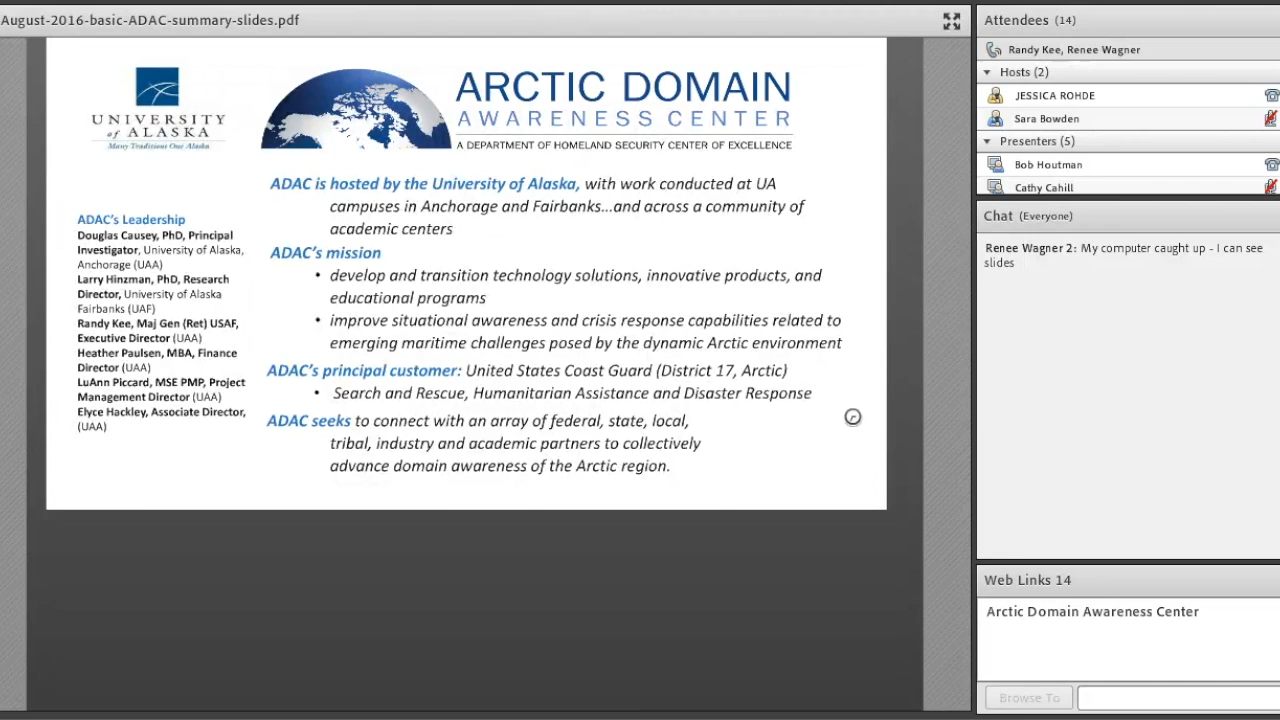 August-2016-basic-ADAC-summary-slides.pdf
UNIVERSITY
of ALASKA
Many Traditions One Alaska
ARCTIC DOMAIN
AWARENESS CENTER
A DEPARTMENT OF HOMELAND SECURITY CENTER OF EXCELLENCE
ADAC's Leadership
Douglas Causey, PhD, Principal
Investigator, University of Alaska,
Anchorage (UAA)
Larry Hinzman, PhD, Research
Director, University of Alaska
Fairbanks (UAF)
Randy Kee, Maj Gen (Ret) USAF,
Executive Director (UAA)
Heather Paulsen, MBA, Finance
Director (UAA)
LuAnn Piccard, MSE PMP, Project
Management Director (UAA)
Elyce Hackley, Associate Director,
(UAA)
ADAC is hosted by the University of Alaska, with work conducted at UA
campuses in Anchorage and Fairbanks…and across a community of
academic centers
ADAC's mission
• develop and transition technology solutions, innovative products, and
educational programs
• improve situational awareness and crisis response capabilities related to
emerging maritime challenges posed by the dynamic Arctic environment
ADAC's principal customer: United States Coast Guard (District 17, Arctic)
• Search and Rescue, Humanitarian Assistance and Disaster Response
ADAC seeks to connect with an array of federal, state, local,
tribal, industry and academic partners to collectively
advance domain awareness of the Arctic region.
Attendees (14)
Randy Kee, Renee Wagner
Hosts (2)
JESSICA ROHDE
Sara Bowden
Presenters (5)
Bob Houtman
Cathy Cahill
Chat (Everyone)
Renee Wagner 2: My computer caught up - I can see
slides
Web Links 14
Arctic Domain Awareness Center
Browse To